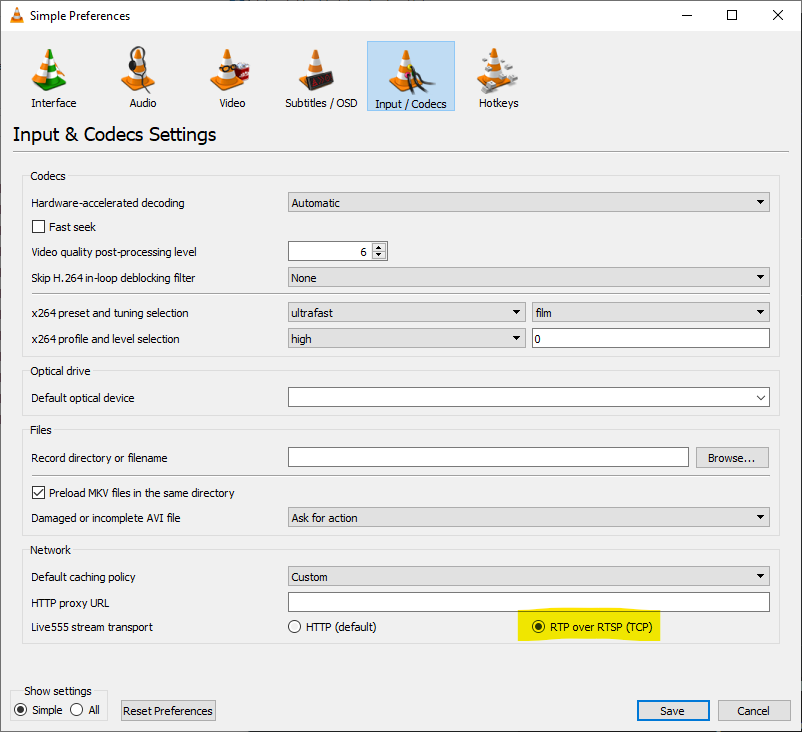 Simple Preferences
Interface Audio Video Subtitles / OSD Input / Codecs Hotkeys
Input & Codecs Settings
Codecs
Hardware-accelerated decoding Automatic
Fast seek
Video quality post-processing level 6
Skip H.264 in-loop deblocking filter None
x264 preset and tuning selection ultrafast film
x264 profile and level selection high 0
Optical drive
Default optical device
Files
Record directory or filename Browse...
Preload MKV files in the same directory
Damaged or incomplete AVI file Ask for action
Network
Default caching policy Custom
HTTP proxy URL
Live555 stream transport HTTP (default) RTP over RTSP (TCP)
Show settings
Simple All Reset Preferences Save Cancel